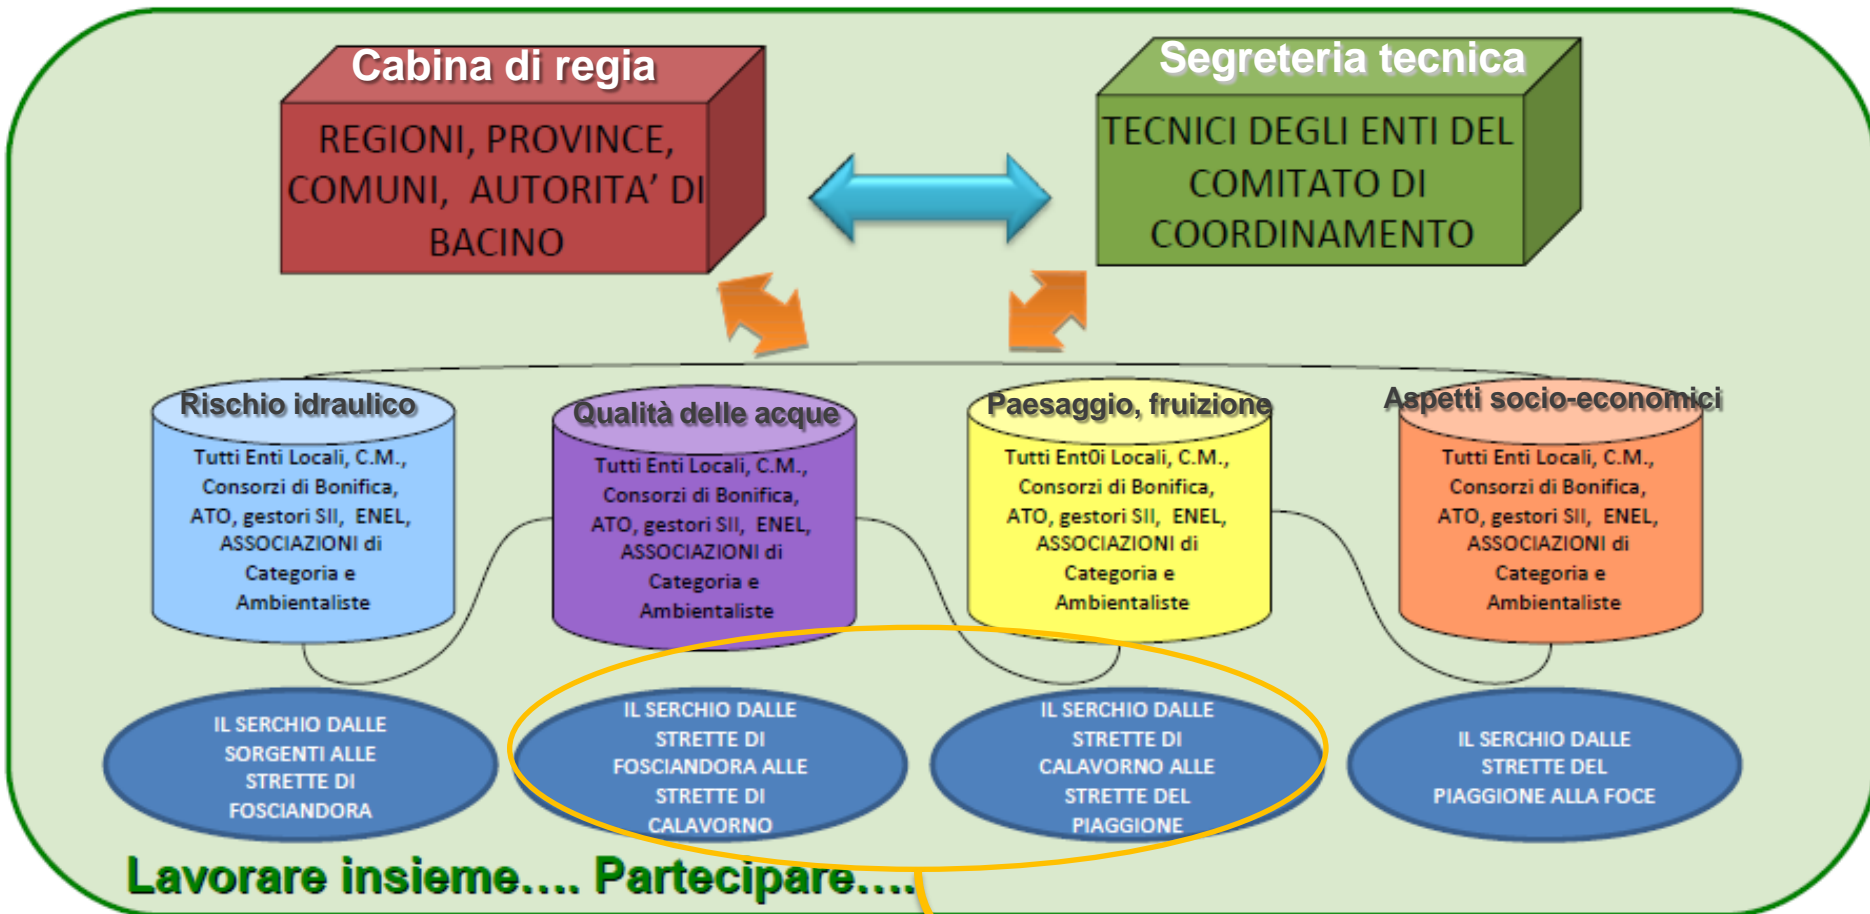 Cabina di regia
REGIONI, PROVINCE,
COMUNI, AUTORITA’ DI
BACINO
Segreteria tecnica
TECNICI DEGLI ENTI DEL
COMITATO DI
COORDINAMENTO
Rischio idraulico
Tutti Enti Locali, C.M.,
Consorzi di Bonifica,
ATO, gestori SII, ENEL,
ASSOCIAZIONI di
Categoria e
Ambientaliste
Qualità delle acque
Tutti Enti Locali, C.M.,
Consorzi di Bonifica,
ATO, gestori SII, ENEL,
ASSOCIAZIONI di
Categoria e
Ambientaliste
Paesaggio, fruizione
Tutti Ent0i Locali, C.M.,
Consorzi di Bonifica,
ATO, gestori SII, ENEL,
ASSOCIAZIONI di
Categoria e
Ambientaliste
Aspetti socio-economici
Tutti Enti Locali, C.M.,
Consorzi di Bonifica,
ATO, gestori SII, ENEL,
ASSOCIAZIONI di
Categoria e
Ambientaliste
IL SERCHIO DALLE
SORGENTI ALLE
STRETTE DI
FOSCIANDORA
IL SERCHIO DALLE
STRETTE DI
FOSCIANDORA ALLE
STRETTE DI
CALAVORNO
IL SERCHIO DALLE
STRETTE DI
CALAVORNO ALLE
STRETTE DEL
PIAGGIONE
IL SERCHIO DALLE
STRETTE DEL
PIAGGIONE ALLA FOCE
Lavorare insieme.... Partecipare....